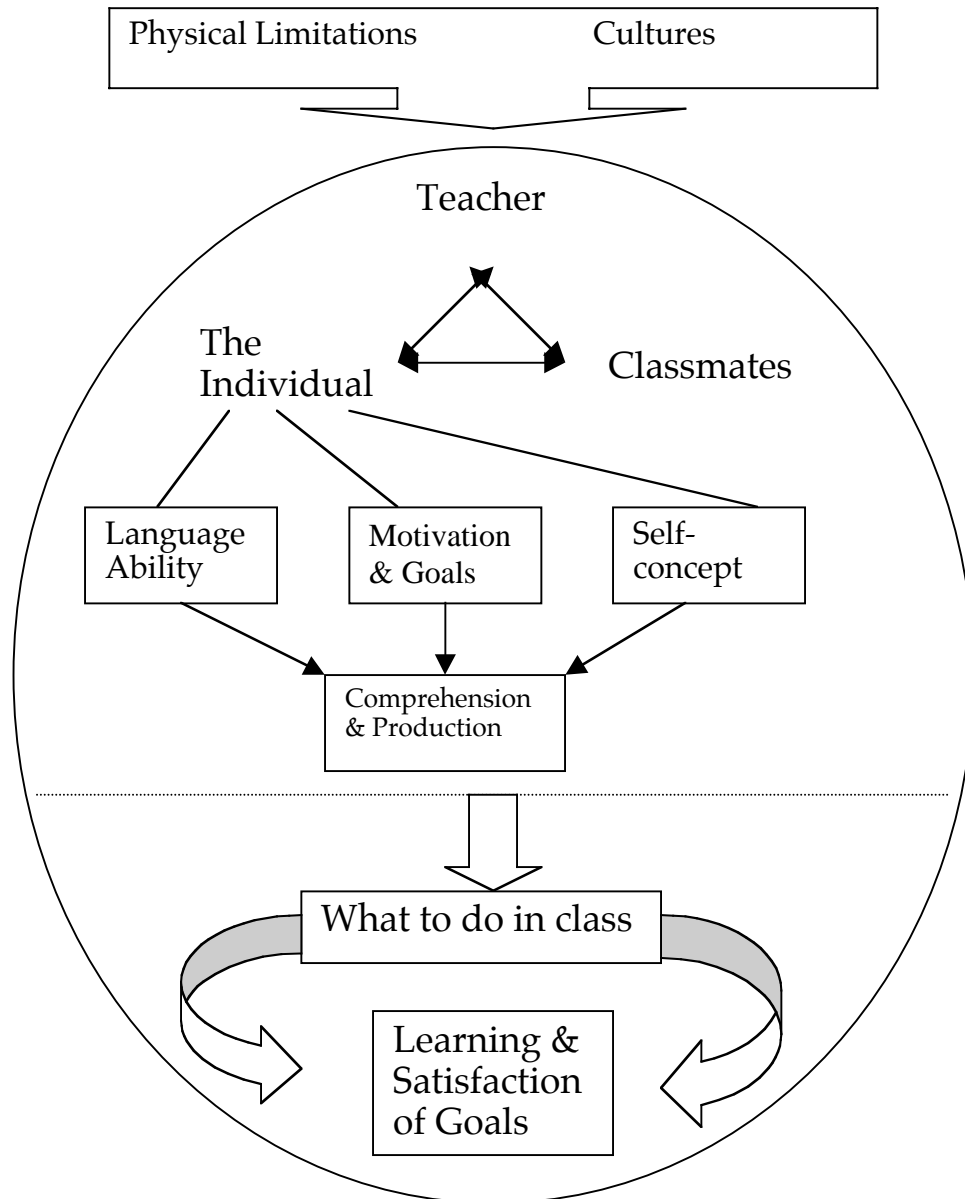 Physical Limitations Cultures
Teacher
The
Individual
Classmates
Language
Ability
Motivation
& Goals
Self-
concept
Comprehension
& Production
What to do in class
Learning &
Satisfaction
of Goals